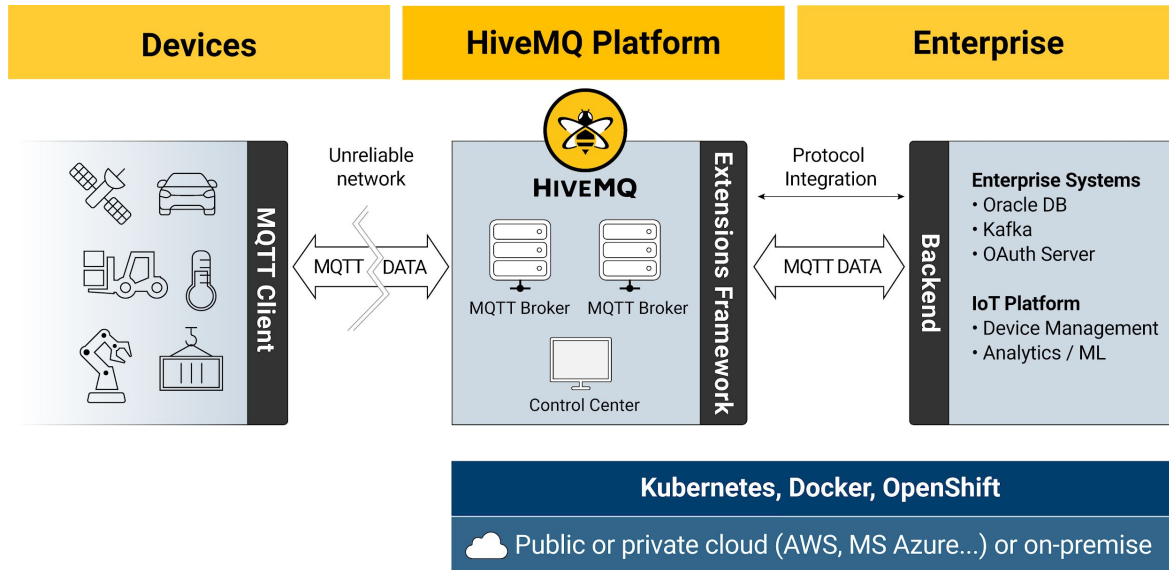 Devices
HiveMQ Platform
Enterprise
MQTT Client
Unreliable
network
MQTT DATA
HIVEMQ
MQTT Broker
MQTT Broker
Control Center
Extensions Framework
Protocol
Integration
MQTT DATA
Backend
Enterprise Systems
• Oracle DB
• Kafka
• OAuth Server
IoT Platform
• Device Management
• Analytics / ML
Kubernetes, Docker, OpenShift
Public or private cloud (AWS, MS Azure...) or on-premise